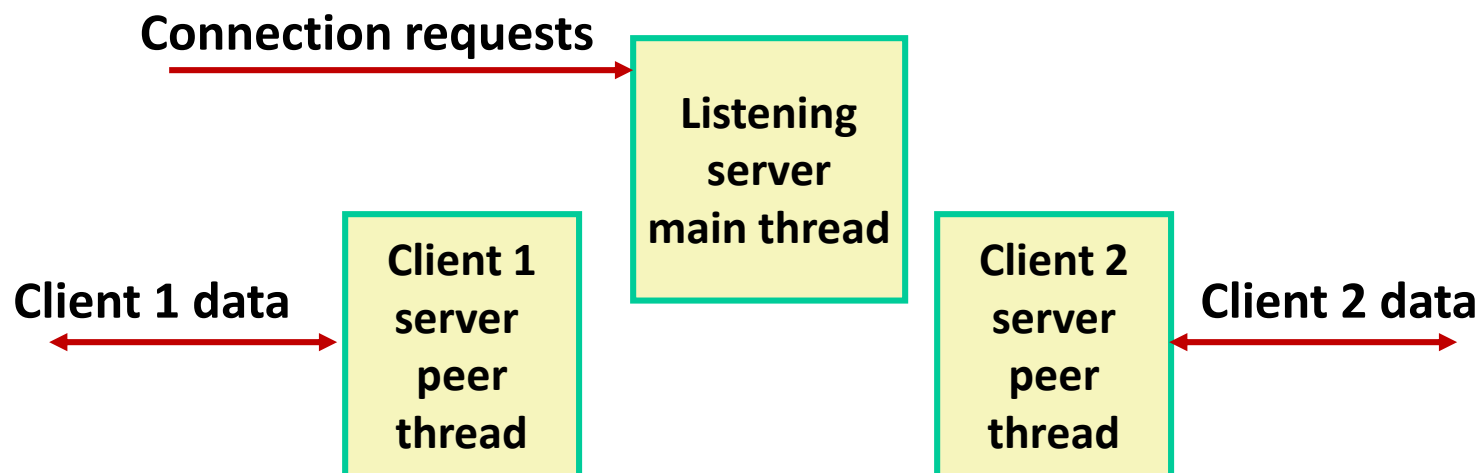 Connection requests
Listening
server
main thread
Client 1 data
Client 1
server
peer
thread
Client 2
server
peer
thread
Client 2 data